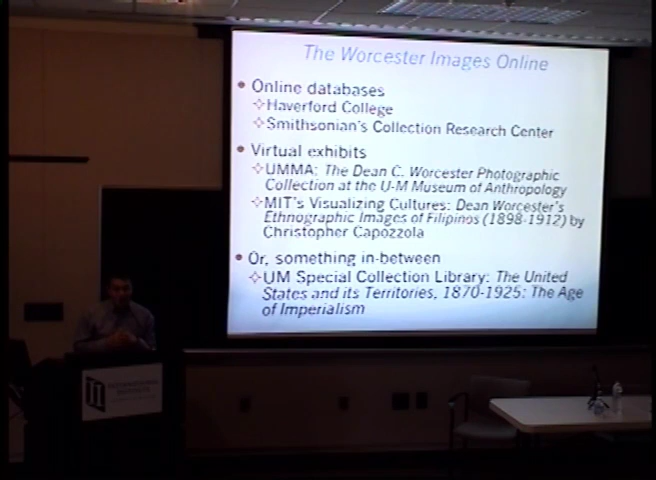 The Worcester Images Online
• Online databases
Haverford College
Smithsonian's Collection Research Center
• Virtual exhibits
UMMA: The Dean C. Worcester Photographic
Collection at the U-M Museum of Anthropology
MIT's Visualizing Cultures: Dean Worcester's
Ethnographic Images of Filipinos (1898-1912) by
Christopher Capozzola
• Or, something in-between
UM Special Collection Library: The United
States and its Territories, 1870-1925: The Age
of Imperialism
INTERNATIONAL
INSTITUTE